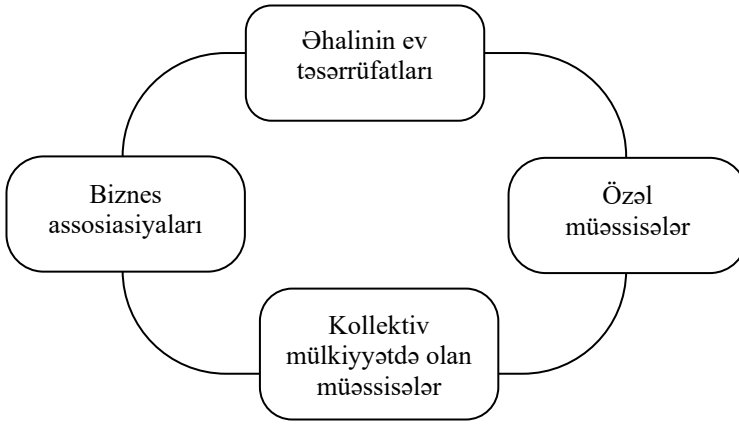 Əhalinin ev
təsərrüfatları
Biznes
assosiasiyaları
Özəl
müəssisələr
Kollektiv
mülkiyyətdə olan
müəssisələr